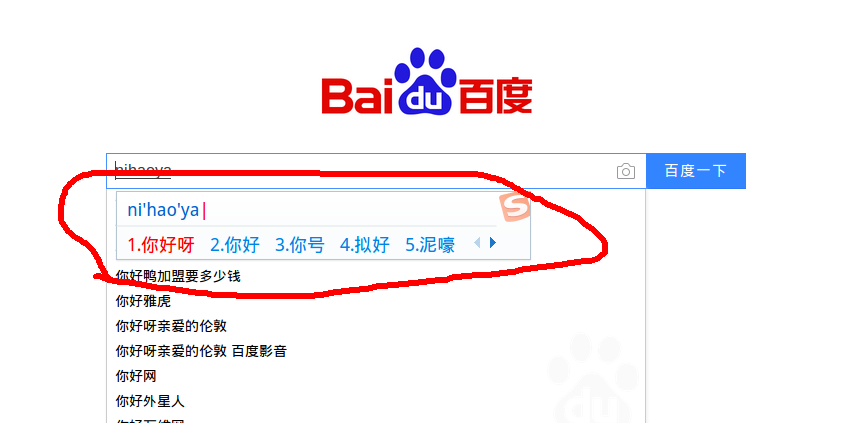 Bai du 百度
nihaoya
百度一下
ni'hao'ya
1.你好呀 2.你好 3.你号 4.拟好 5.泥嚎
你好鸭加盟要多少钱
你好雅虎
你好呀亲爱的伦敦
你好呀亲爱的伦敦 百度影音
你好网
你好外星人
du